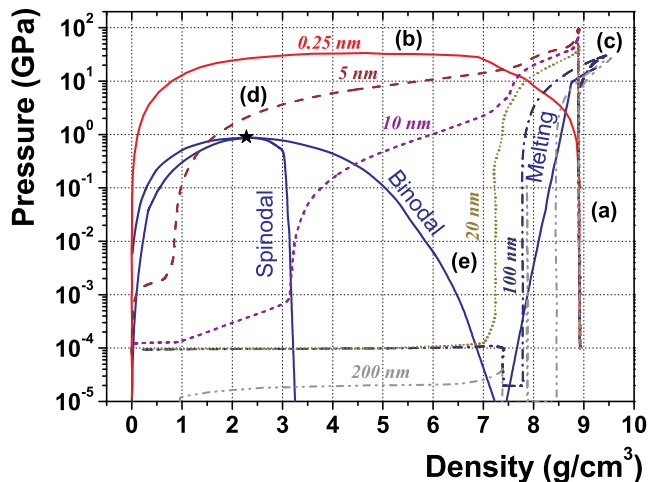 Pressure (GPa)
10²
10¹
10⁰
10⁻¹
10⁻²
10⁻³
10⁻⁴
10⁻⁵
0.25 nm
(b)
(c)
5 nm
(d)
10 nm
Melting
Binodal
Spinodal
20 nm
(a)
(e)
100 nm
200 nm
0 1 2 3 4 5 6 7 8 9 10
Density (g/cm³)